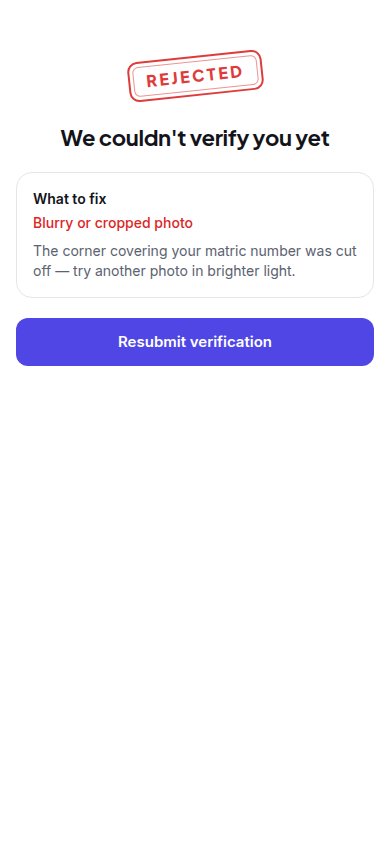 REJECTED
We couldn't verify you yet
What to fix
Blurry or cropped photo
The corner covering your matric number was cut
off — try another photo in brighter light.
Resubmit verification